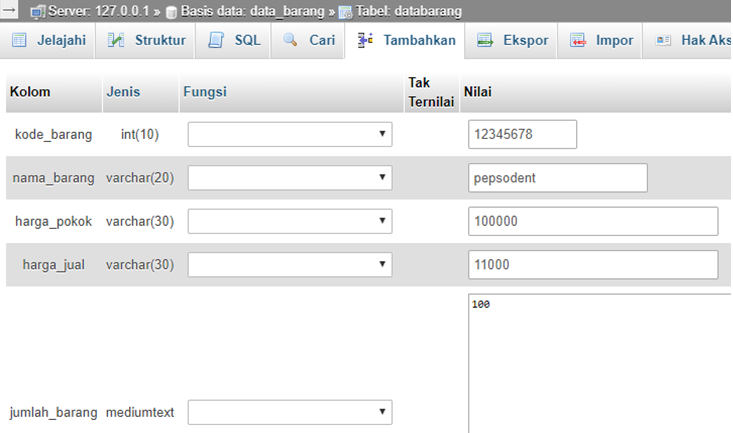 Server: 127.0.0.1 » Basis data: data_barang » Tabel: databarang
Jelajahi Struktur SQL Cari Tambahkan Ekspor Impor Hak Aks
Kolom Jenis Fungsi Tak Ternilai Nilai
kode_barang int(10) 12345678
nama_barang varchar(20) pepsodent
harga_pokok varchar(30) 100000
harga_jual varchar(30) 11000
100
jumlah_barang mediumtext